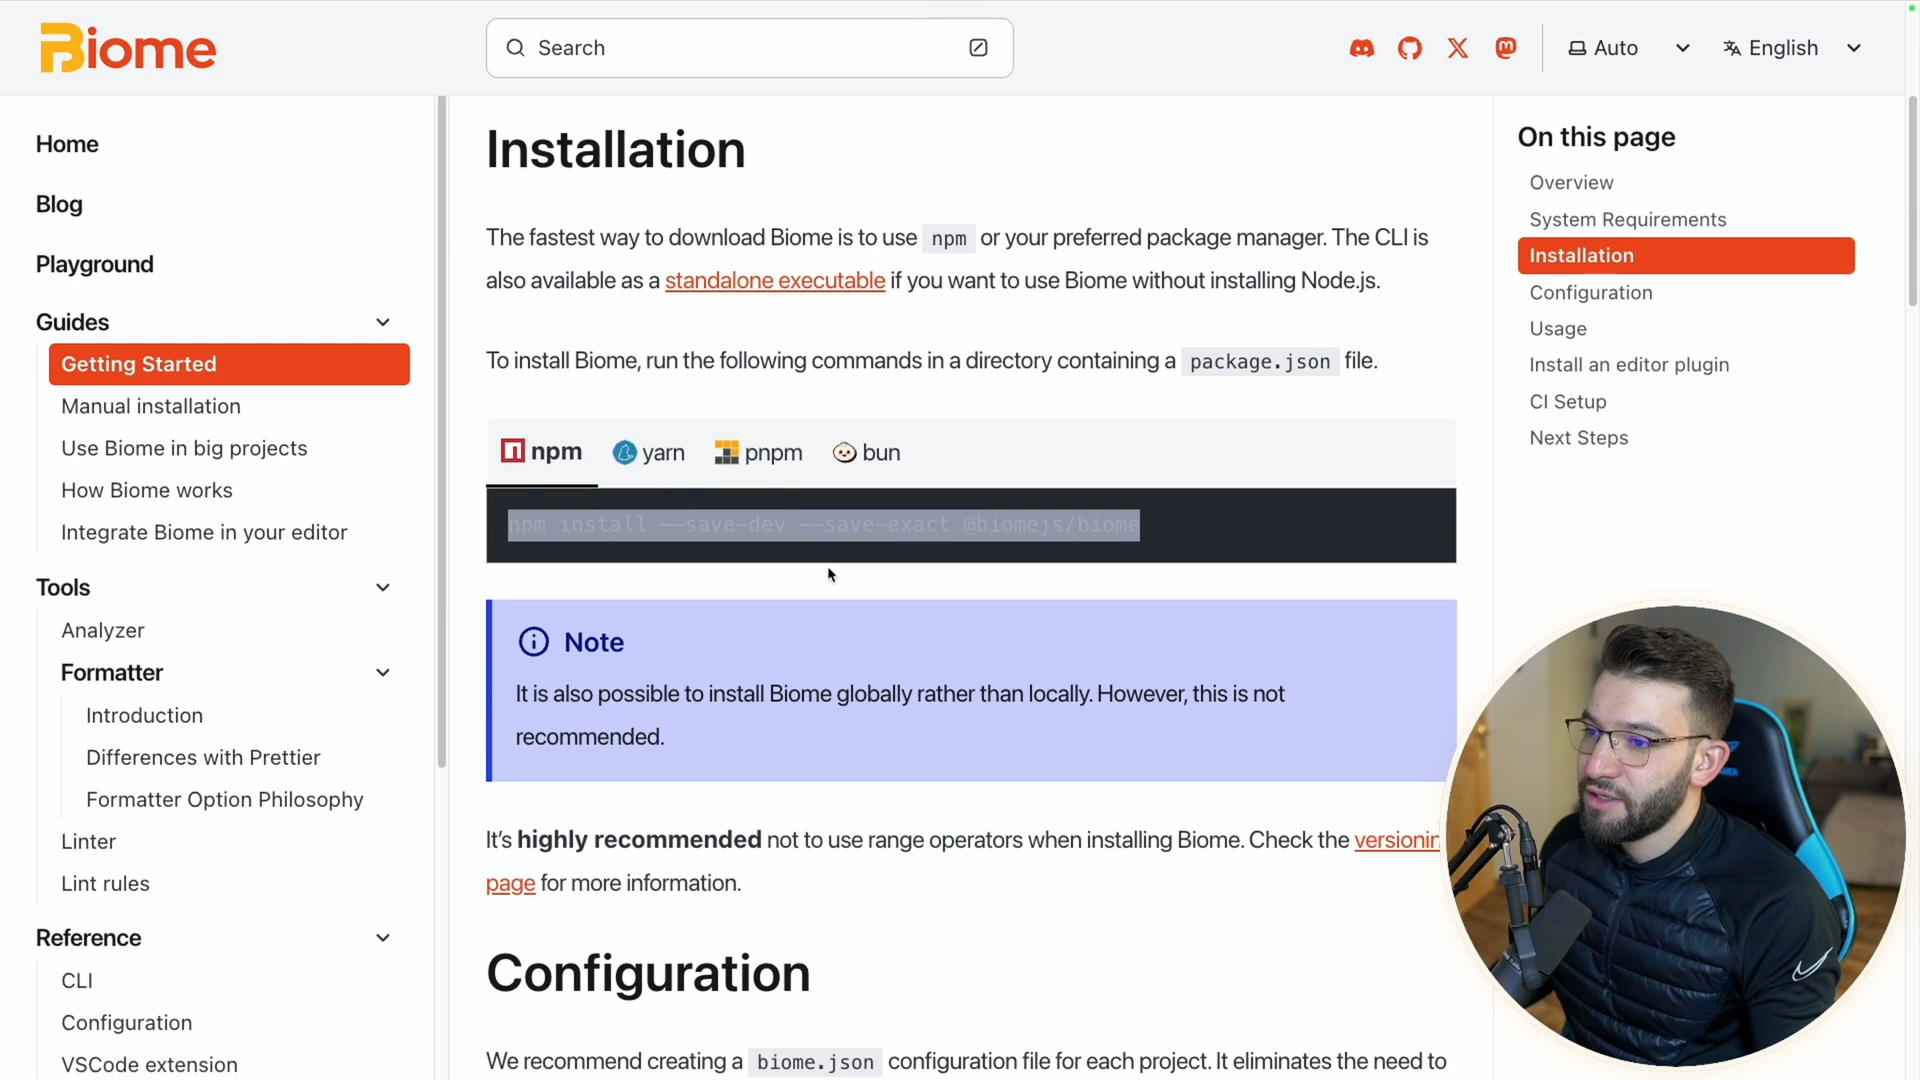 Biome
Search
Auto
English
Home
Blog
Playground
Guides
Getting Started
Manual installation
Use Biome in big projects
How Biome works
Integrate Biome in your editor
Tools
Analyzer
Formatter
Introduction
Differences with Prettier
Formatter Option Philosophy
Linter
Lint rules
Reference
CLI
Configuration
VSCode extension
Installation
The fastest way to download Biome is to use npm or your preferred package manager. The CLI is
also available as a standalone executable if you want to use Biome without installing Node.js.
To install Biome, run the following commands in a directory containing a package.json file.
npm yarn pnpm bun
npm install --save-dev --save-exact @biomejs/biome
Note
It is also possible to install Biome globally rather than locally. However, this is not
recommended.
It's highly recommended not to use range operators when installing Biome. Check the versionin
page for more information.
Configuration
We recommend creating a biome.json configuration file for each project. It eliminates the need to
On this page
Overview
System Requirements
Installation
Configuration
Usage
Install an editor plugin
CI Setup
Next Steps